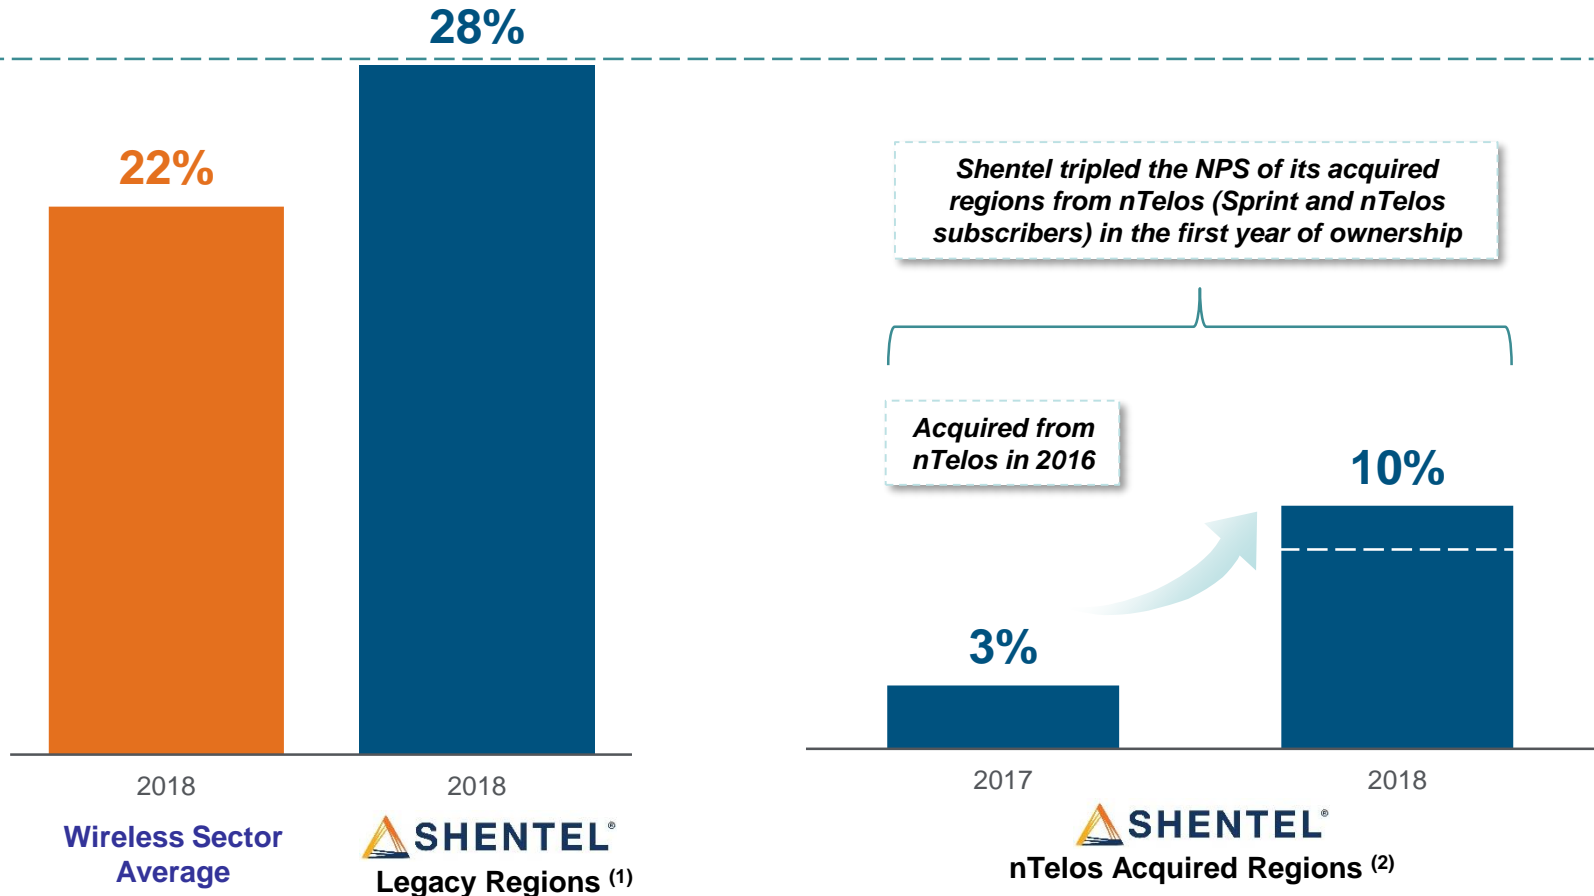 28%
22%
Shentel tripled the NPS of its acquired
regions from nTelos (Sprint and nTelos
subscribers) in the first year of ownership
Acquired from
nTelos in 2016
10%
3%
2018
2018
2017
2018
Wireless Sector
Average
SHENTEL®
Legacy Regions (1)
SHENTEL®
nTelos Acquired Regions (2)